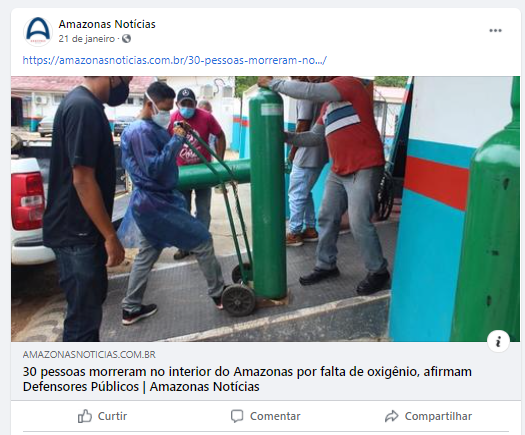 Amazonas Notícias
21 de janeiro ·
https://amazonasnoticias.com.br/30-pessoas-morreram-no.../
AMAZONASNOTICIAS.COM.BR
30 pessoas morreram no interior do Amazonas por falta de oxigênio, afirmam
Defensores Públicos | Amazonas Notícias
Curtir
Comentar
Compartilhar